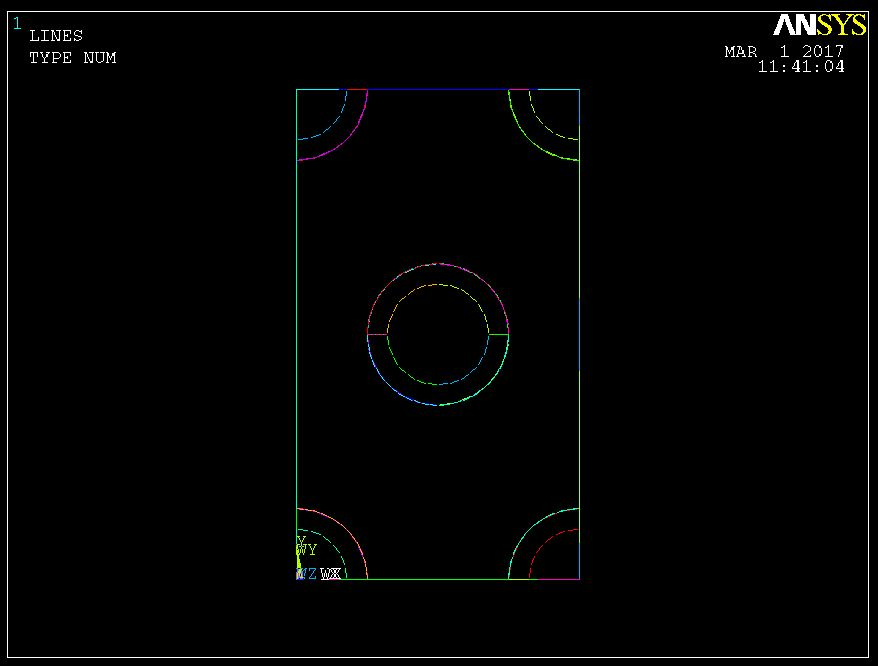 1
LINES
TYPE NUM
ANSYS
MAR 1 2017
11:41:04
Y
WY
WX